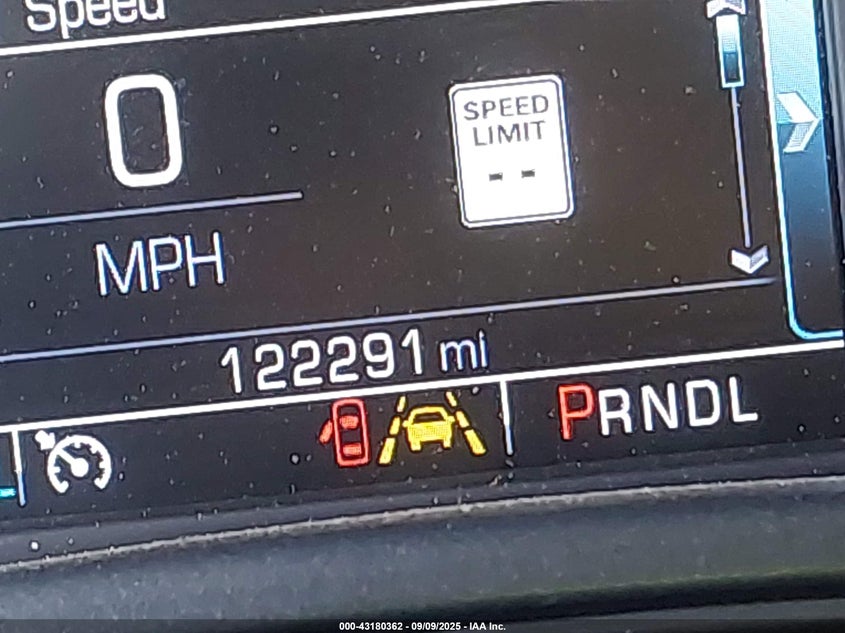 Speed
0
SPEED
LIMIT
--
MPH
122291 mi
PRNDL
000-43180362 - 09/09/2025 - IAA Inc.